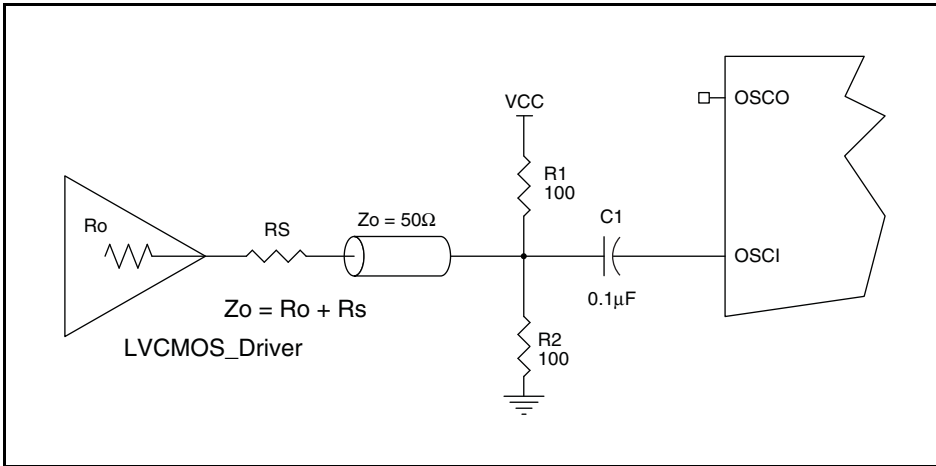 VCC
OSCO
R1
100
Ro
RS
Zo = 50Ω
C1
OSCI
0.1µF
Zo = Ro + Rs
R2
100
LVCMOS_Driver